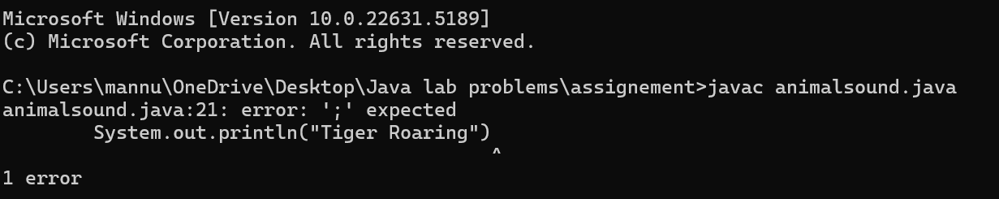 Microsoft Windows [Version 10.0.22631.5189]
(c) Microsoft Corporation. All rights reserved.
C:\Users\mannu\OneDrive\Desktop\Java lab problems\assignement>javac animalsound.java
animalsound.java:21: error: ';' expected
        System.out.println("Tiger Roaring")
                                           ^
1 error